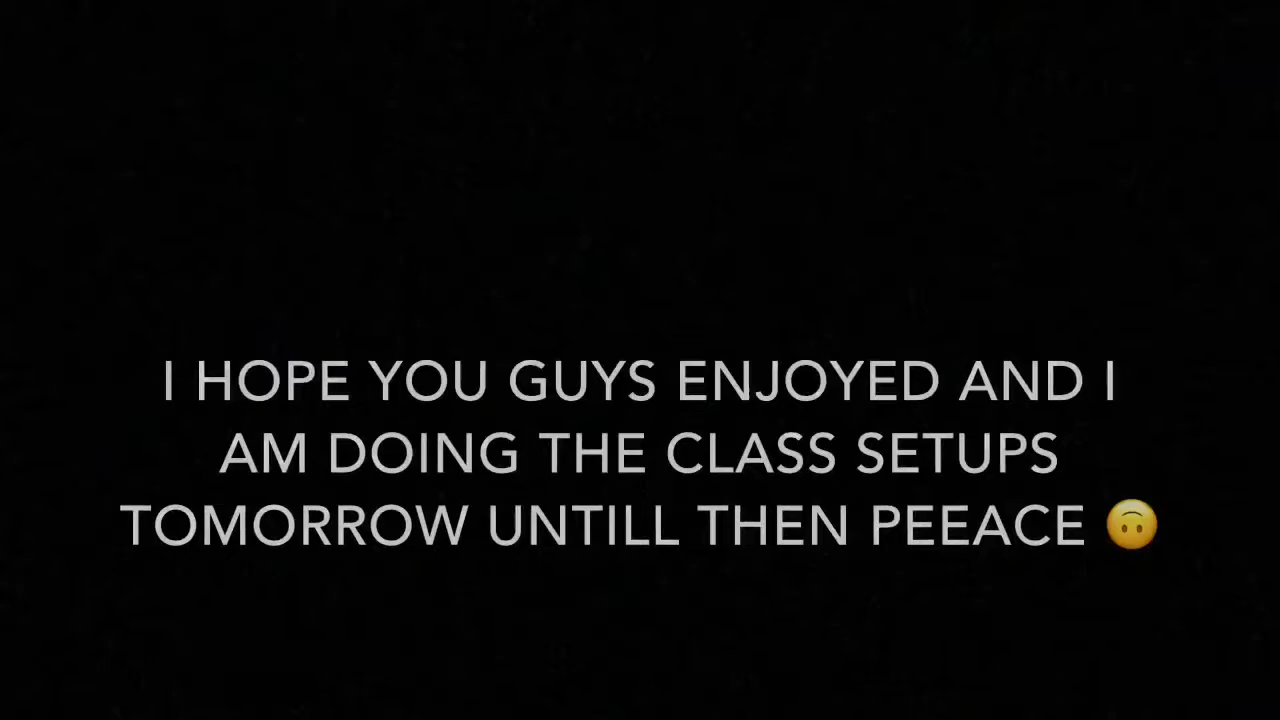 I HOPE YOU GUYS ENJOYED AND I
AM DOING THE CLASS SETUPS
TOMORROW UNTILL THEN PEEACE 🙃